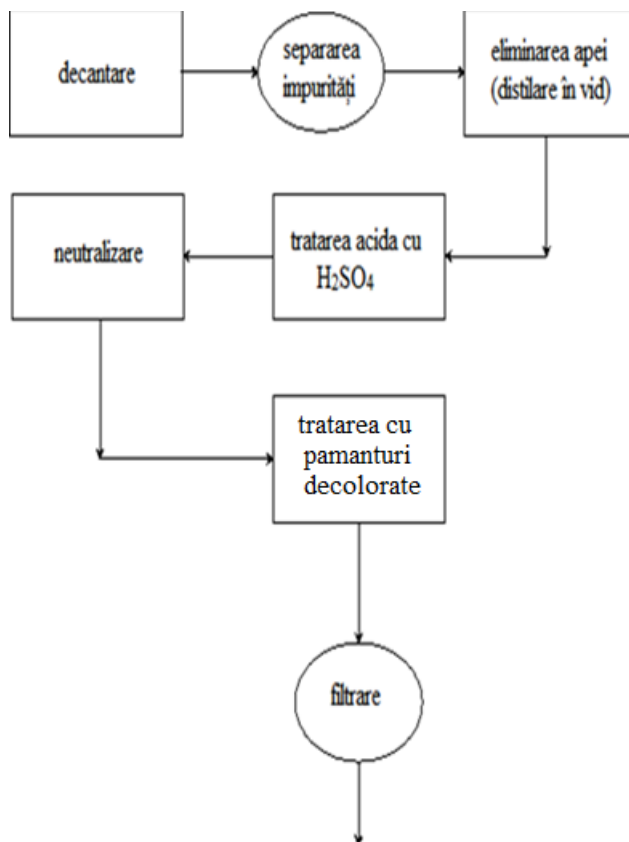 decantare
separarea
impurități
eliminarea apei
(distilare în vid)
tratarea acida cu
H₂SO₄
neutralizare
tratarea cu
pamanturi
decolorate
filtrare